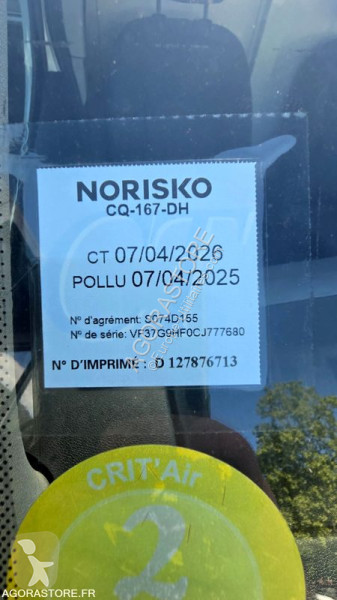 NORISKO
CQ-167-DH
CT 07/04/2026
POLLU 07/04/2025
N° d'agrément: S074D155
N° de série: VF37G9HF0CJ777680
N° D'IMPRIME : D 127876713
CRIT'Air
2
AGORASTORE.FR